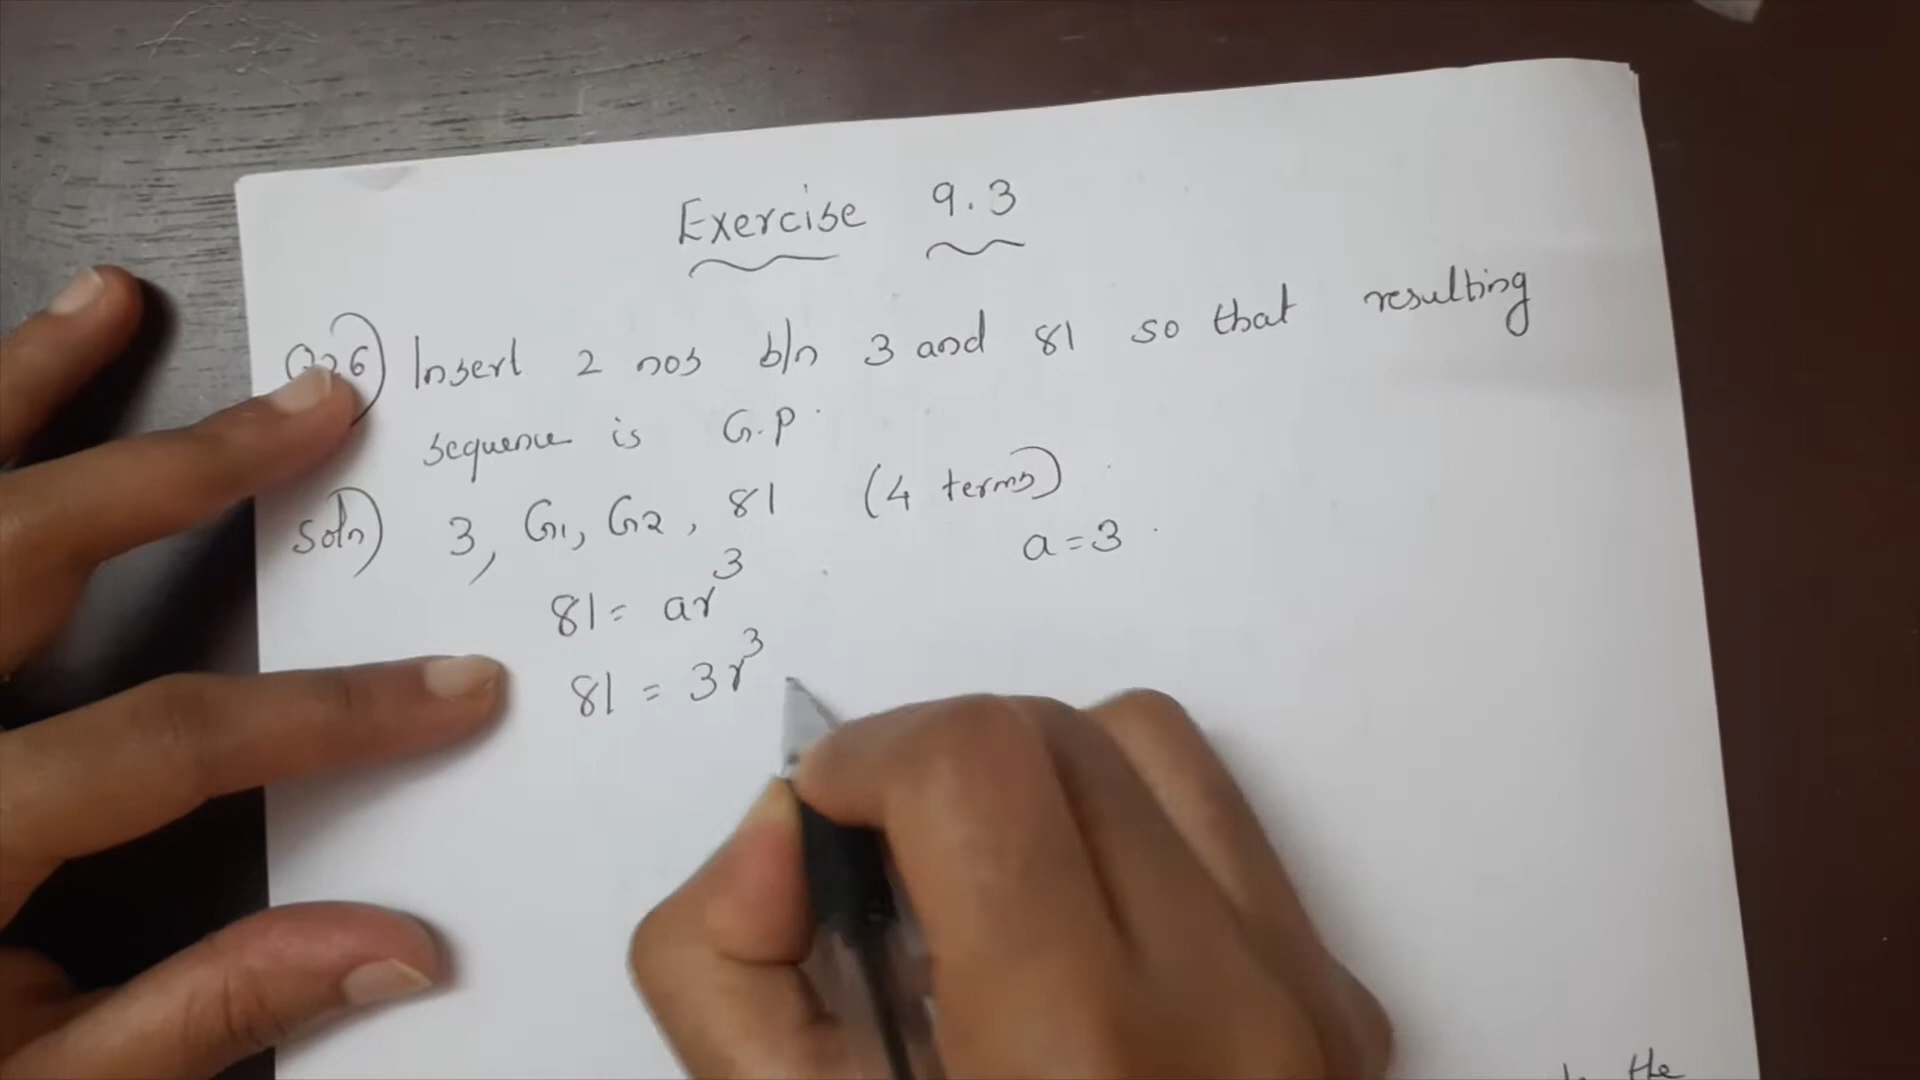 Exercise 9.3
Q26) Insert 2 nos b/n 3 and 81 so that resulting
sequence is G.P.
Soln) 3, G1, G2, 81 (4 terms)
a=3
81= ar³
81 = 3r³
the